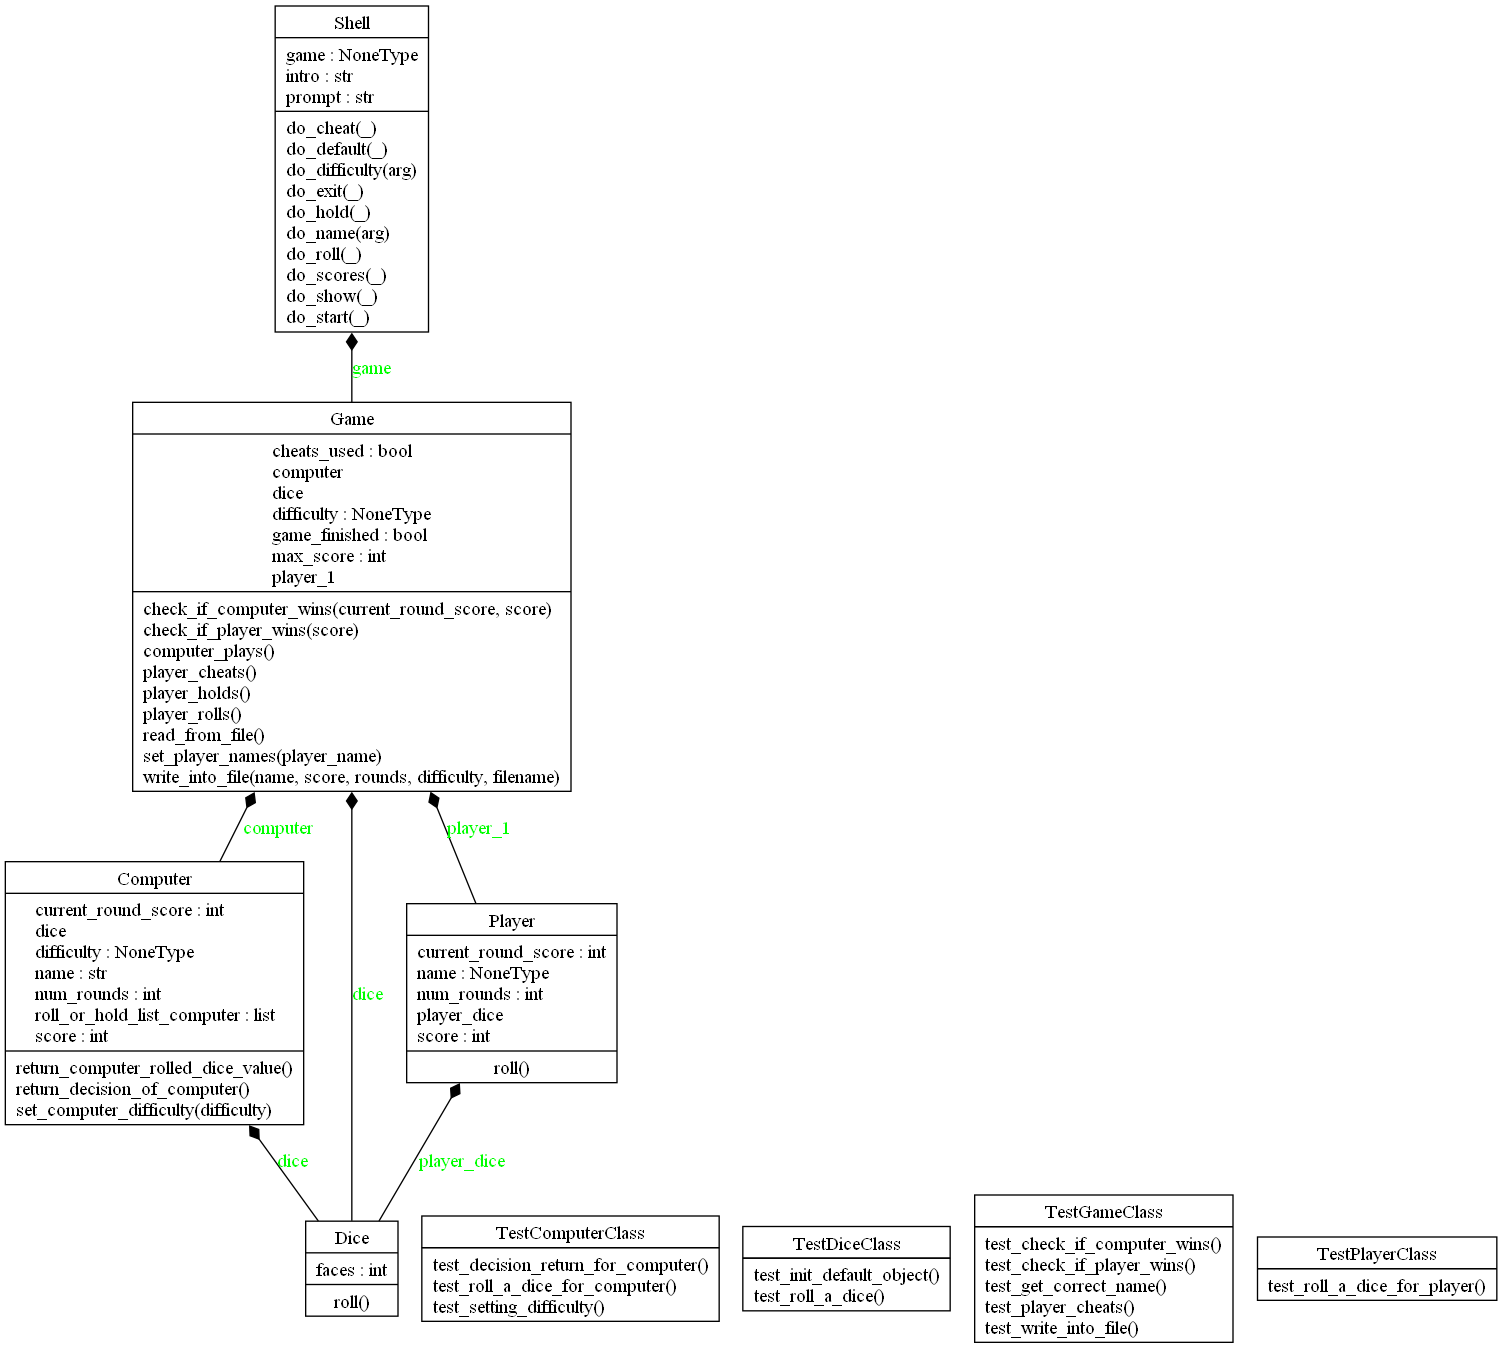 Shell
game : NoneType
intro : str
prompt : str
do_cheat(_)
do_default(_)
do_difficulty(arg)
do_exit(_)
do_hold(_)
do_name(arg)
do_roll(_)
do_scores(_)
do_show(_)
do_start(_)
game
Game
cheats_used : bool
computer
dice
difficulty : NoneType
game_finished : bool
max_score : int
player_1
check_if_computer_wins(current_round_score, score)
check_if_player_wins(score)
computer_plays()
player_cheats()
player_holds()
player_rolls()
read_from_file()
set_player_names(player_name)
write_into_file(name, score, rounds, difficulty, filename)
computer
player_1
dice
Computer
current_round_score : int
dice
difficulty : NoneType
name : str
num_rounds : int
roll_or_hold_list_computer : list
score : int
return_computer_rolled_dice_value()
return_decision_of_computer()
set_computer_difficulty(difficulty)
Player
current_round_score : int
name : NoneType
num_rounds : int
player_dice
score : int
roll()
dice
player_dice
Dice
faces : int
roll()
TestComputerClass
test_decision_return_for_computer()
test_roll_a_dice_for_computer()
test_setting_difficulty()
TestDiceClass
test_init_default_object()
test_roll_a_dice()
TestGameClass
test_check_if_computer_wins()
test_check_if_player_wins()
test_get_correct_name()
test_player_cheats()
test_write_into_file()
TestPlayerClass
test_roll_a_dice_for_player()